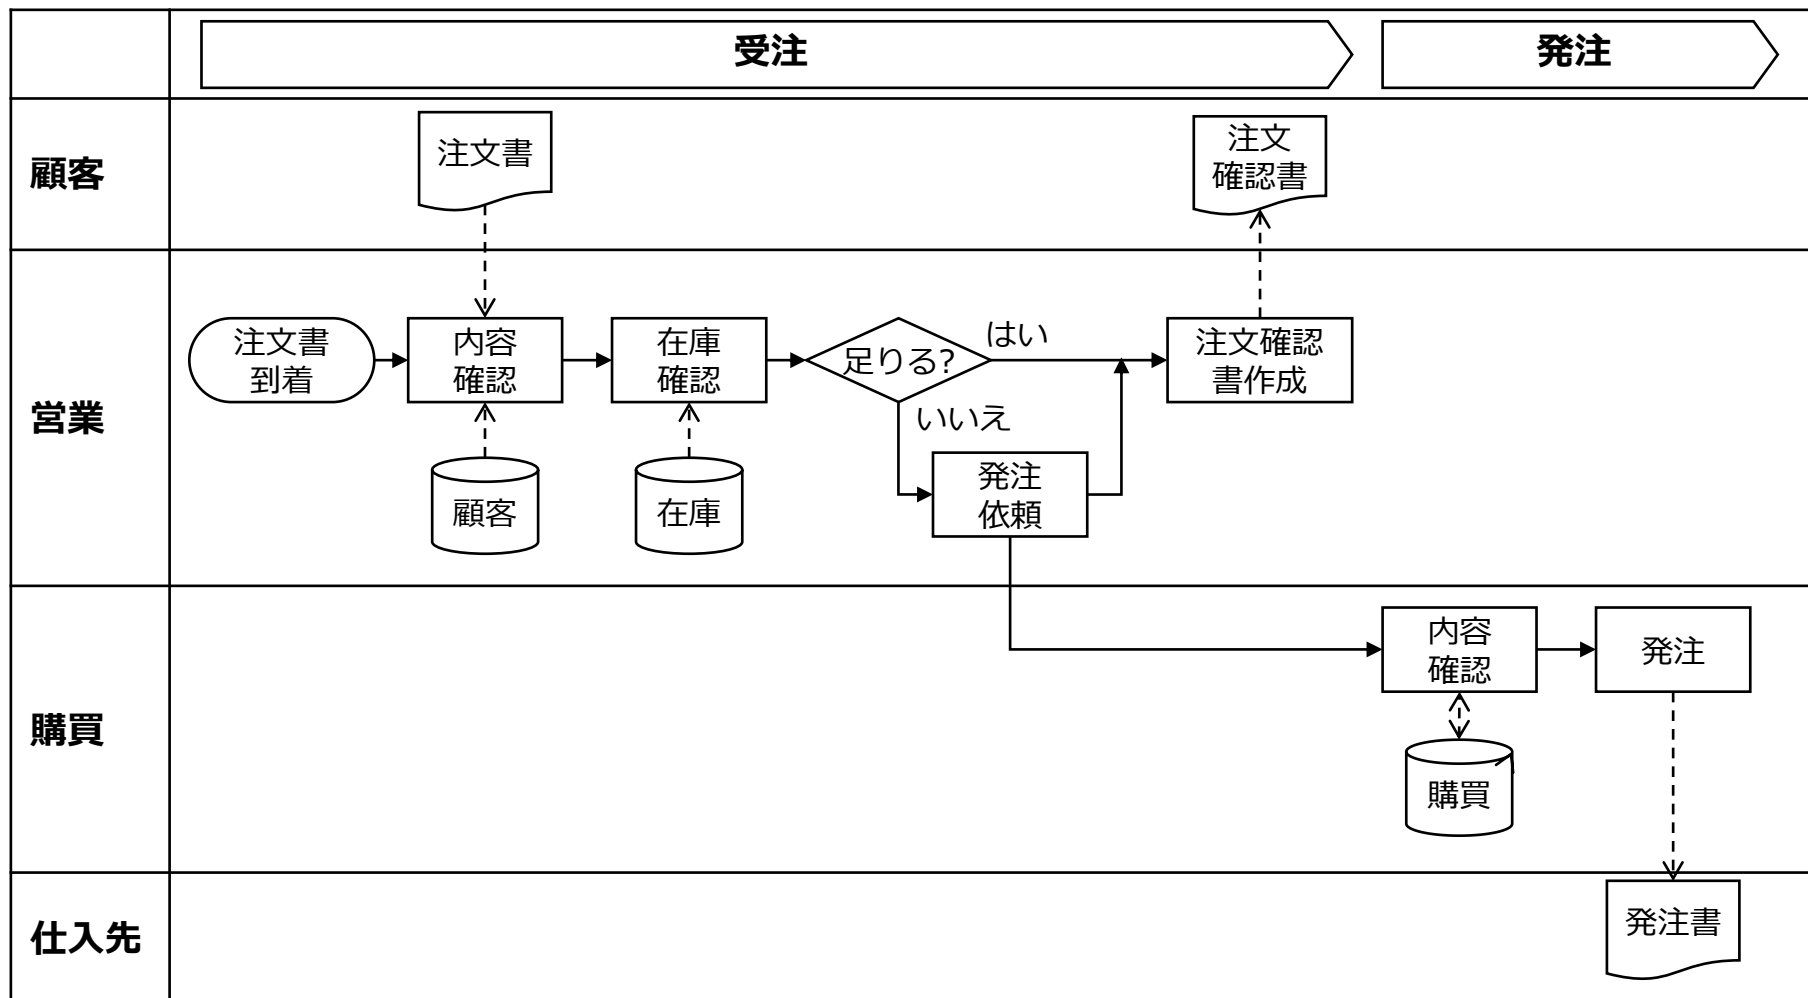 受注
発注
顧客
注文書
注文
確認書
営業
注文書
到着
内容
確認
在庫
確認
足りる?
はい
いいえ
注文確認
書作成
顧客
在庫
発注
依頼
購買
内容
確認
発注
購買
仕入先
発注書